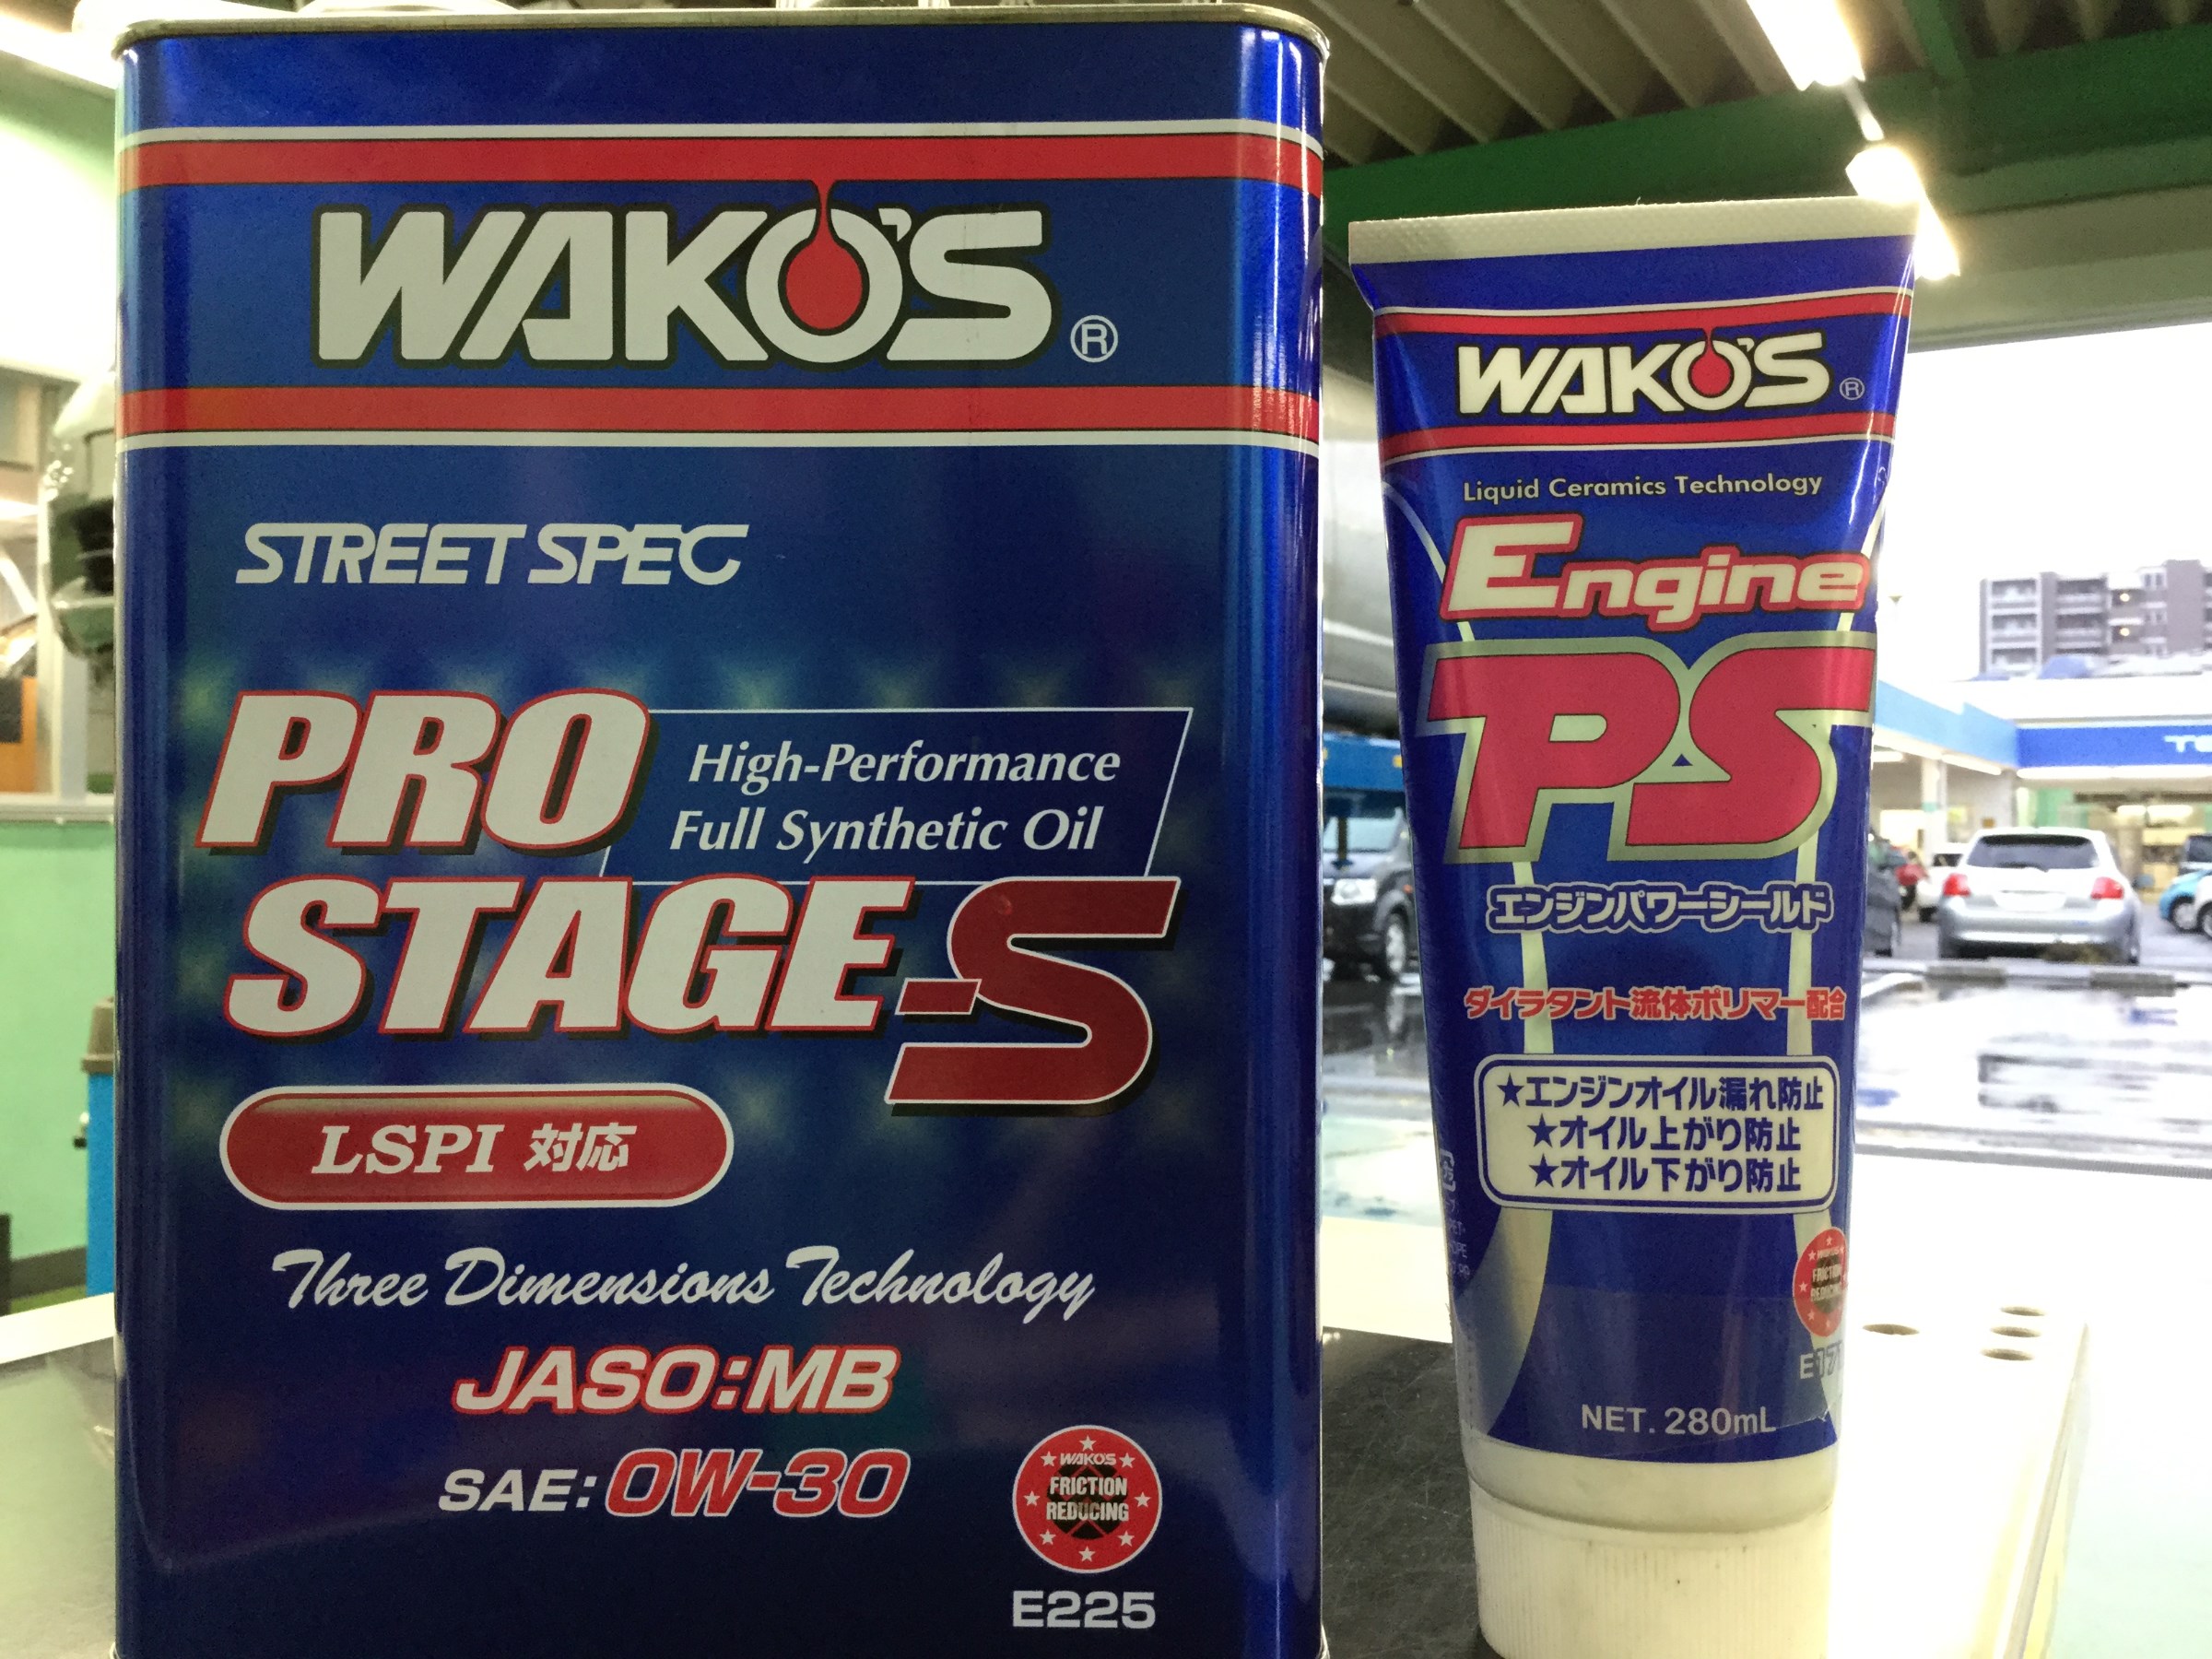 WAKO'S ®
STREET SPEC
PRO
High-Performance
Full Synthetic Oil
STAGE-S
LSPI 対応
Three Dimensions Technology
JASO:MB
SAE:0W-30
WAKO'S
FRICTION
REDUCING
E225
WAKO'S ®
Liquid Ceramics Technology
Engine
PS
エンジンパワーシールド
ダイラタント流体ポリマー配合
★エンジンオイル漏れ防止
★オイル上がり防止
★オイル下がり防止
FRICTION
REDUCING
NET. 280mL